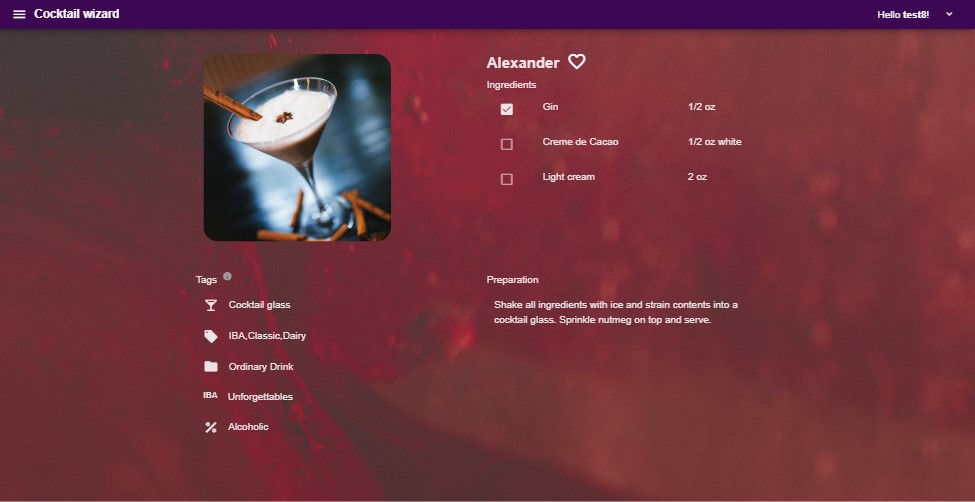 Cocktail wizard
Hello test8!
Alexander
Ingredients
Gin 1/2 oz
Creme de Cacao 1/2 oz white
Light cream 2 oz
Tags
Cocktail glass
IBA,Classic,Dairy
Ordinary Drink
IBA Unforgettables
Alcoholic
Preparation
Shake all ingredients with ice and strain contents into a
cocktail glass. Sprinkle nutmeg on top and serve.